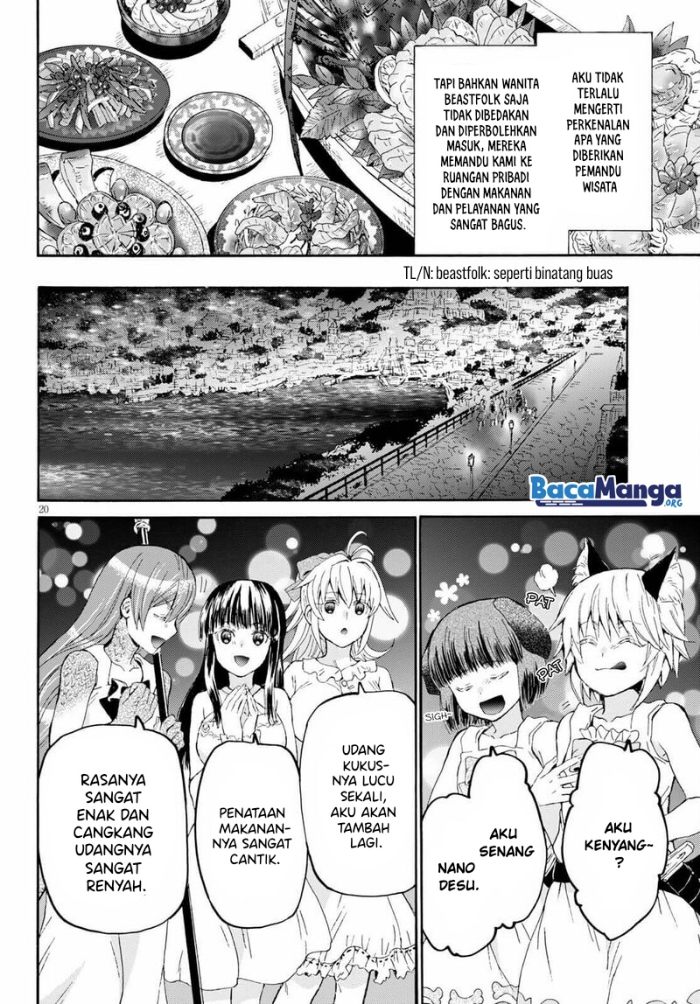 AKU TIDAK
TERLALU
MENGERTI
PERKENALAN
APA YANG
DIBERIKAN
PEMANDU
WISATA
TAPI BAHKAN WANITA
BEASTFOLK SAJA
TIDAK DIBEDAKAN
DAN DIPERBOLEHKAN
MASUK, MEREKA
MEMANDU KAMI KE
RUANGAN PRIBADI
DENGAN MAKANAN
DAN PELAYANAN YANG
SANGAT BAGUS.
TL/N: beastfolk: seperti binatang buas
BacaManga
.ORG
20
PAT
PAT
SIGH~
AKU
KENYANG~
?
AKU
SENANG
NANO
DESU.
UDANG
KUKUS-
NYA LUCU
SEKALI,
AKU AKAN
TAMBAH
LAGI.
PENATAAN
MAKANAN-
NYA SANGAT
CANTIK.
RASANYA
SANGAT
ENAK DAN
CANGKANG
UDANGNYA
SANGAT
RENYAH.